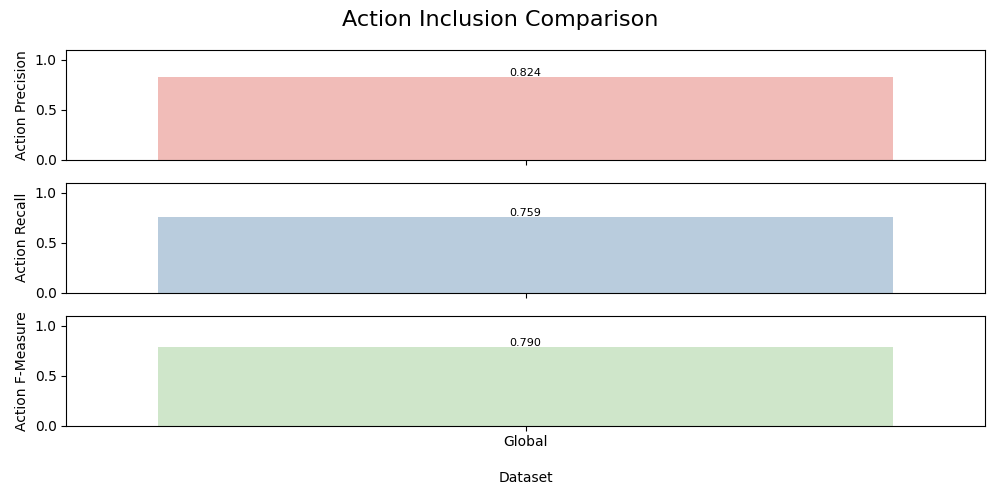 Action Inclusion Comparison
Action Precision
1.0
0.5
0.0
0.824
Action Recall
1.0
0.5
0.0
0.759
Action F-Measure
1.0
0.5
0.0
0.790
Global
Dataset